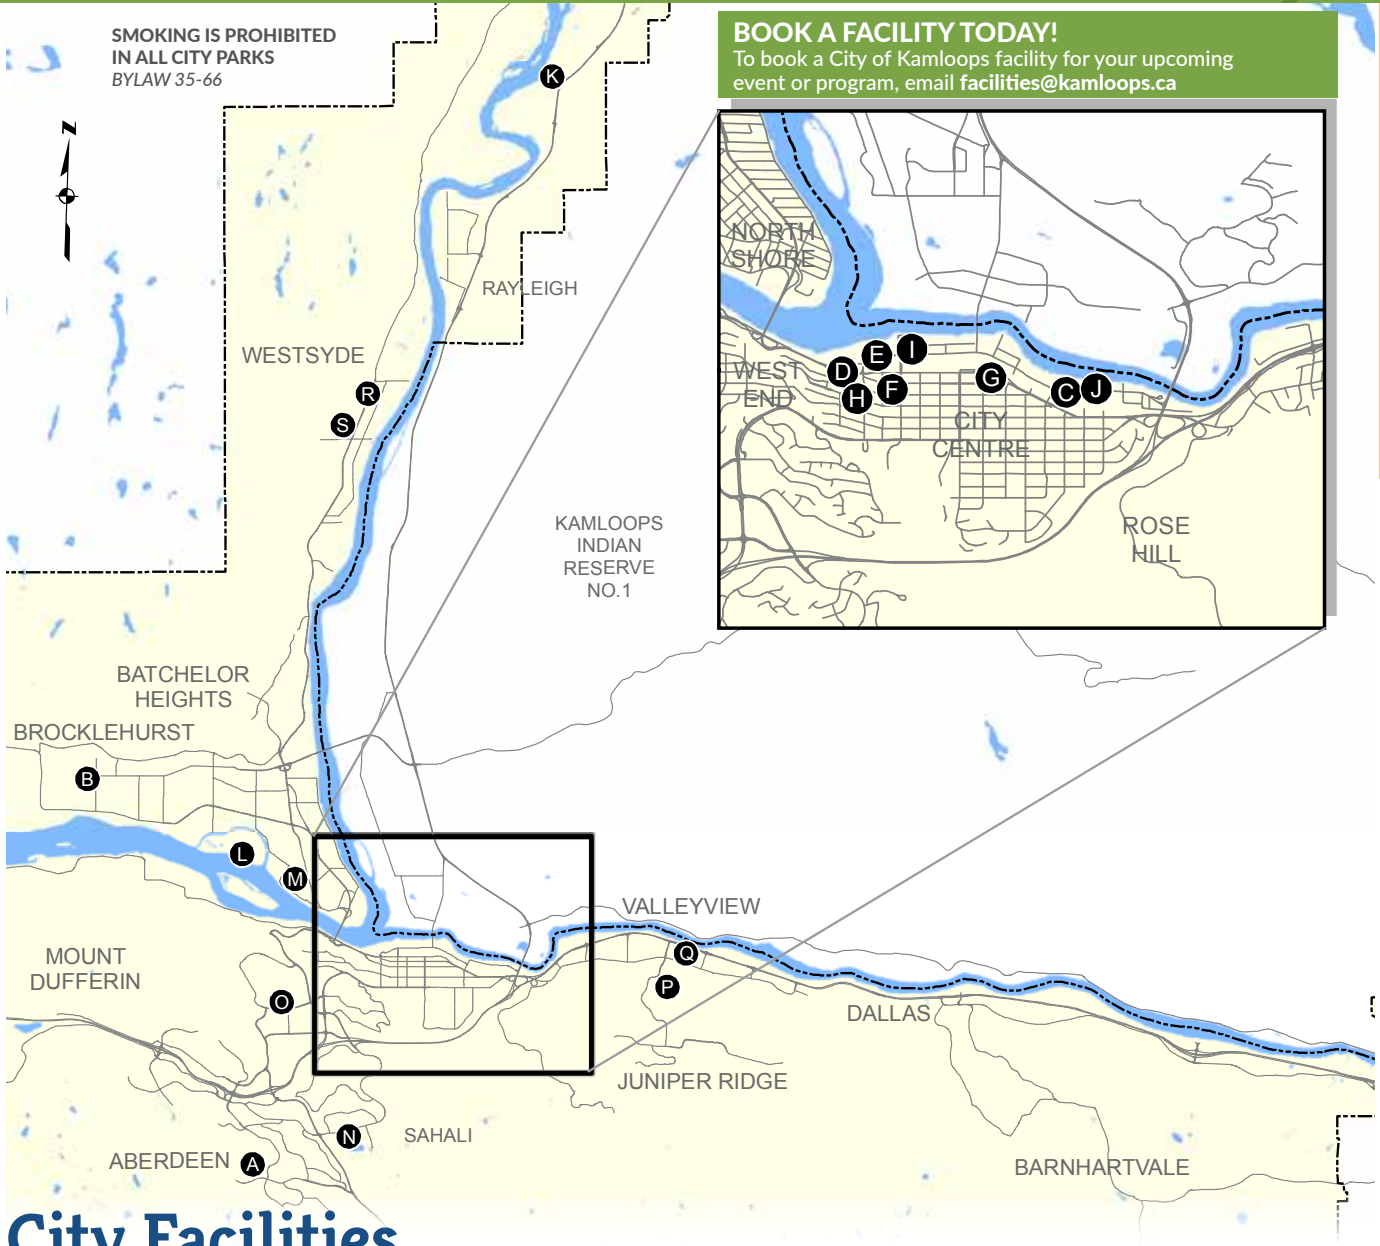 SMOKING IS PROHIBITED
IN ALL CITY PARKS
BYLAW 35-66
BOOK A FACILITY TODAY!
To book a City of Kamloops facility for your upcoming
event or program, email facilities@kamloops.ca
N
K
RAYLEIGH
WESTSYDE
R
S
KAMLOOPS
INDIAN
RESERVE
NO.1
NORTH
SHORE
WEST
END
D
E
I
H
F
G
C
J
CITY
CENTRE
ROSE
HILL
BATCHELOR
HEIGHTS
BROCKLEHURST
B
L
M
VALLEYVIEW
Q
P
MOUNT
DUFFERIN
O
DALLAS
JUNIPER RIDGE
N
SAHALI
ABERDEEN
A
BARNHARTVALE
City Facilities